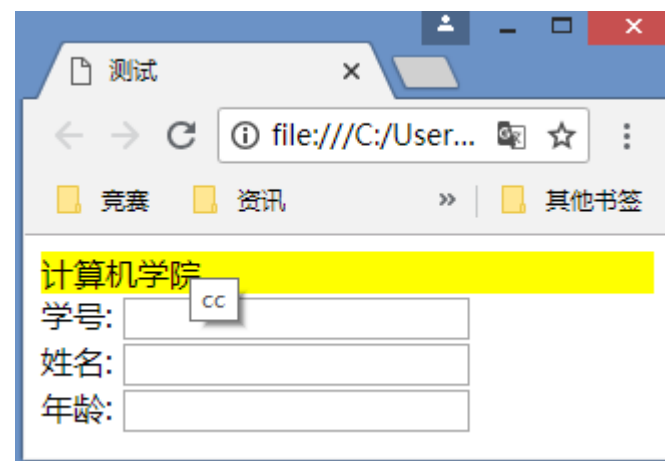 测试
file:///C:/User...
竞赛 资讯 » 其他书签
计算机学院
cc
学号:
姓名:
年龄: